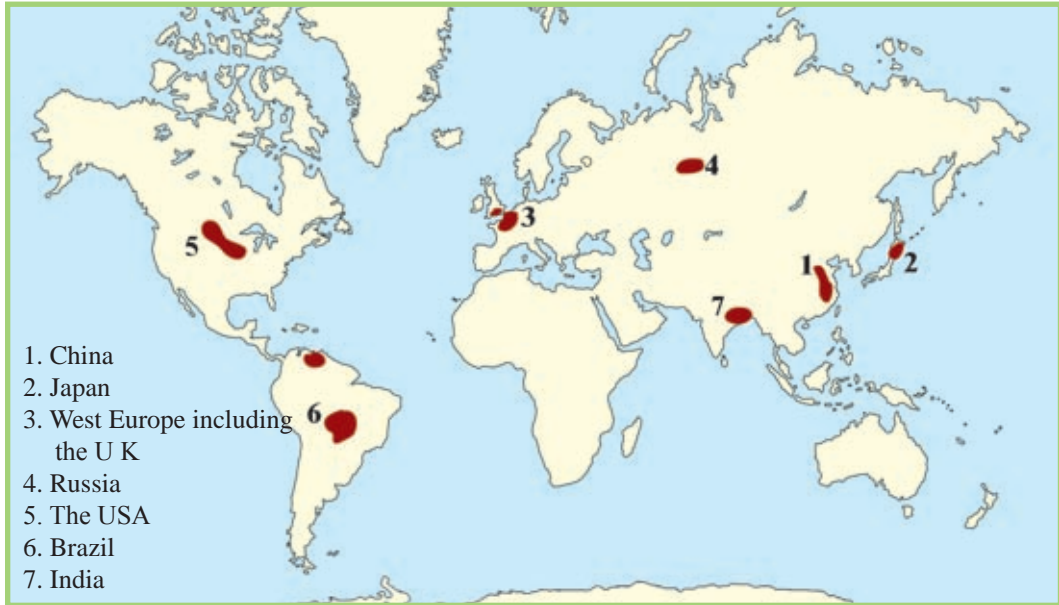 4
3
5
1
2
7
6
1. China
2. Japan
3. West Europe including
the U K
4. Russia
5. The USA
6. Brazil
7. India